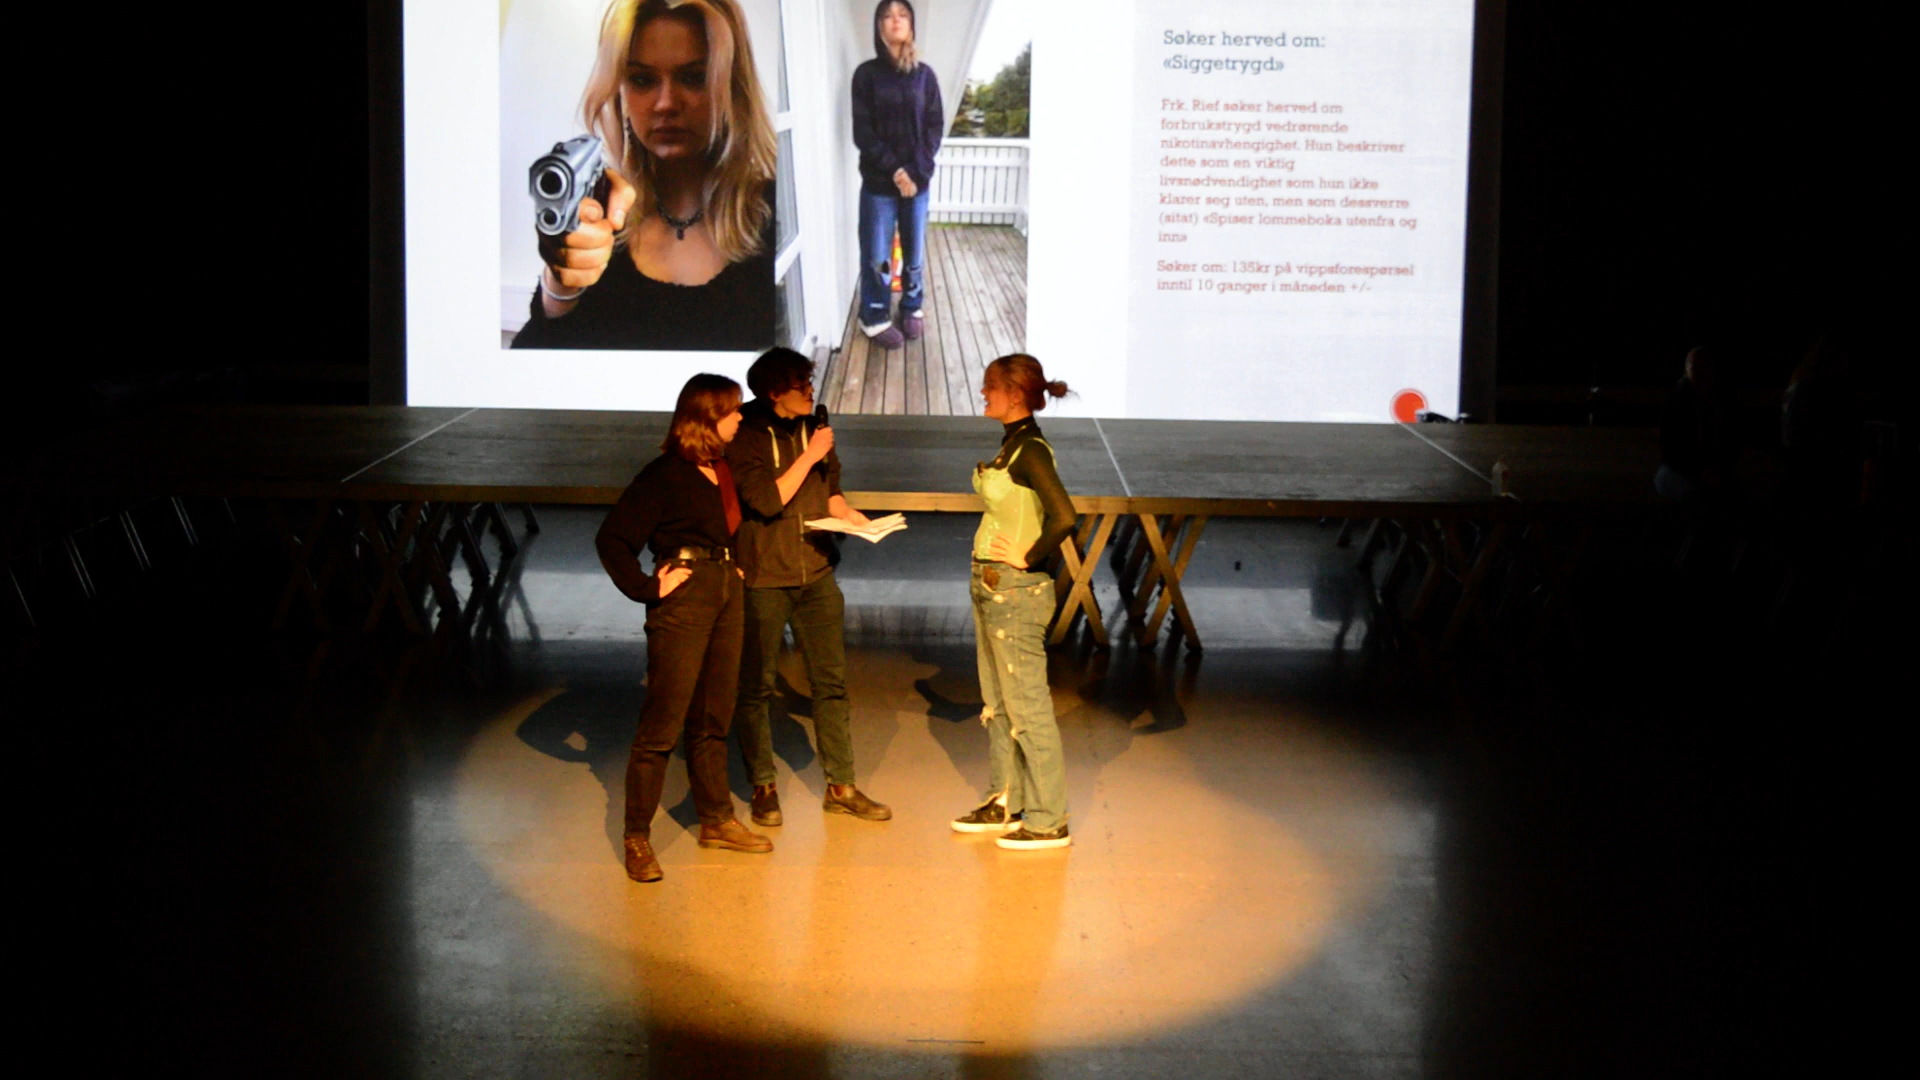 Søker herved om:
«Siggetrygd»
Frk. Rief søker herved om
forbrukstrygd vedrørende
nikotinavhengighet. Hun beskriver
dette som en viktig
livsnødvendighet som hun ikke
klarer seg uten, men som dessverre
(sitat) «Spiser lommeboka utenfra og
inn»
Søker om: 135kr på vippsforespørsel
inntil 10 ganger i måneden +/-